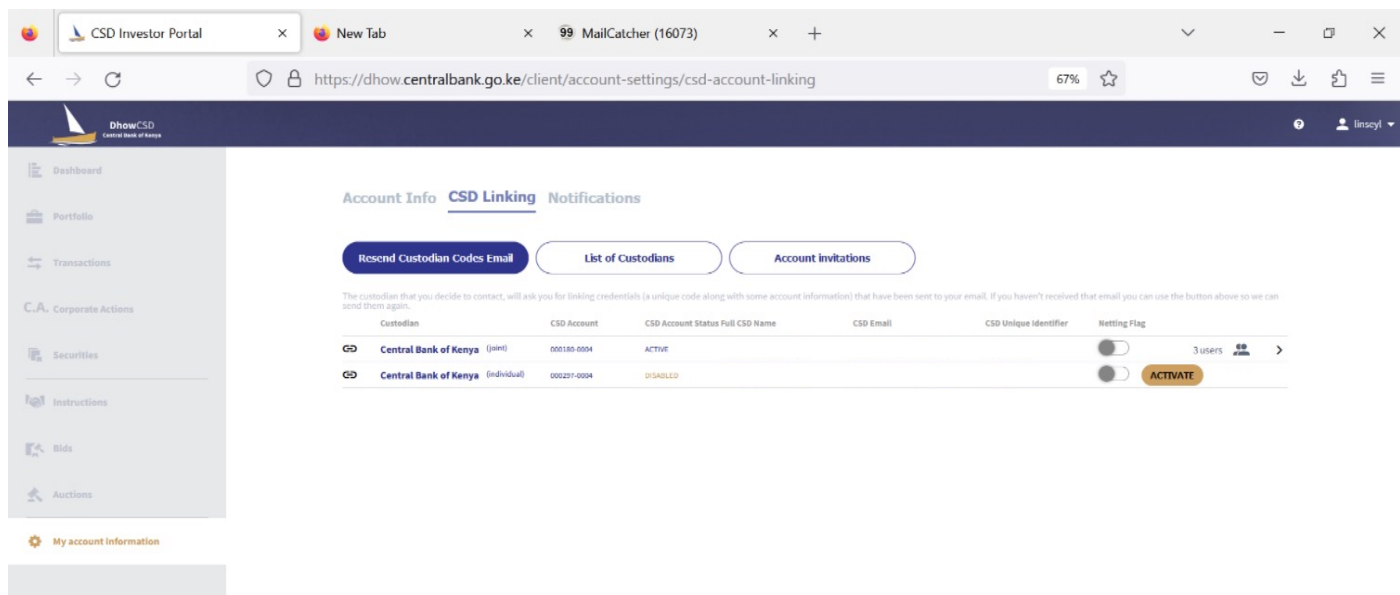 CSD Investor Portal
New Tab
99 MailCatcher (16073)
https://dhow.centralbank.go.ke/client/account-settings/csd-account-linking
67%
DhowCSD
Central Bank of Kenya
linscyl
Dashboard
Portfolio
Transactions
C.A. Corporate Actions
Securities
Instructions
Bids
Auctions
My account information
Account Info CSD Linking Notifications
Resend Custodian Codes Email List of Custodians Account invitations
The custodian that you decide to contact, will ask you for linking credentials (a unique code along with some account information) that have been sent to your email. If you haven't received that email you can use the button above so we can
send them again.
Custodian CSD Account CSD Account Status Full CSD Name CSD Email CSD Unique Identifier Netting Flag
Central Bank of Kenya (joint) 000180-0004 ACTIVE 3 users
Central Bank of Kenya (individual) 000297-0004 DISABLED ACTIVATE